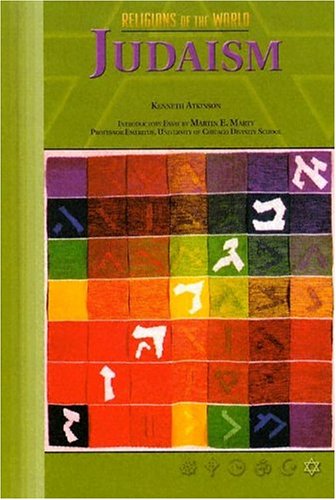 RELIGIONS OF THE WORLD
JUDAISM
KENNETH ATKINSON
INTRODUCTORY ESSAY BY MARTIN E. MARTY
PROFESSOR EMERITUS, UNIVERSITY OF CHICAGO DIVINITY SCHOOL
א
ב
ג
ד
ה
ו
ז